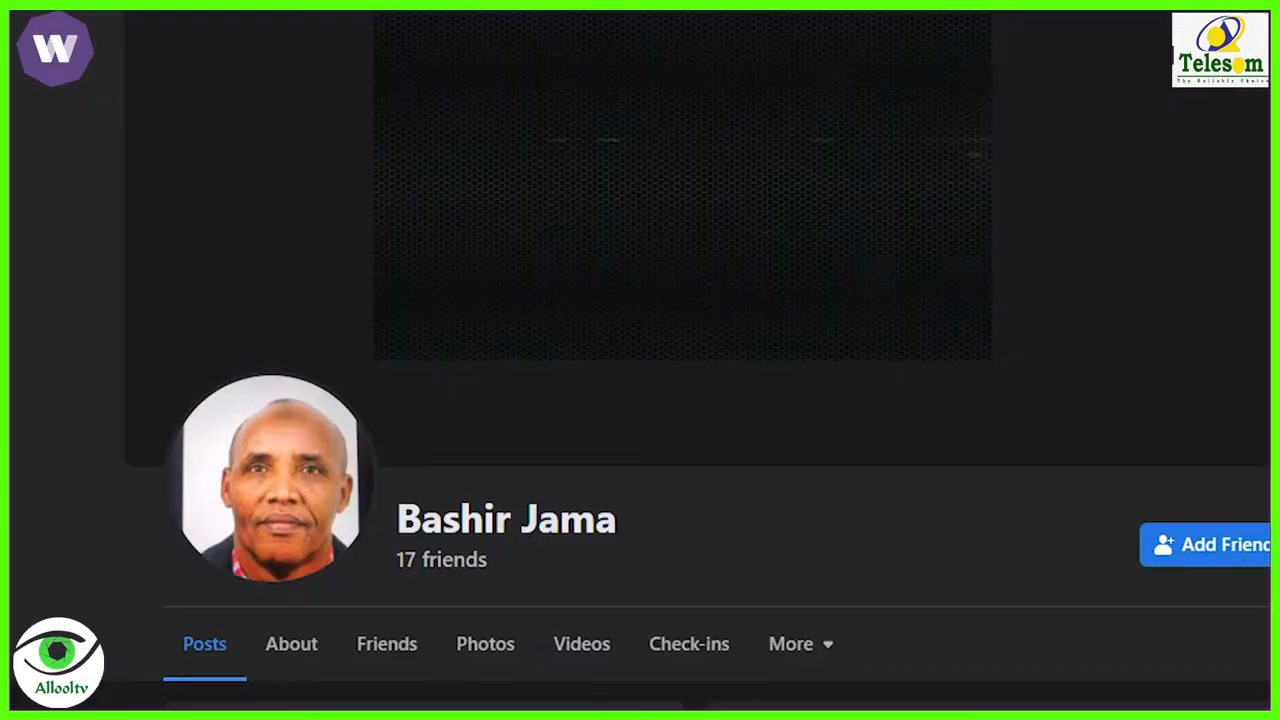 W
Telesom
The Reliable Choice
Bashir Jama
17 friends
Add Frienc
Posts About Friends Photos Videos Check-ins More
Allooltv